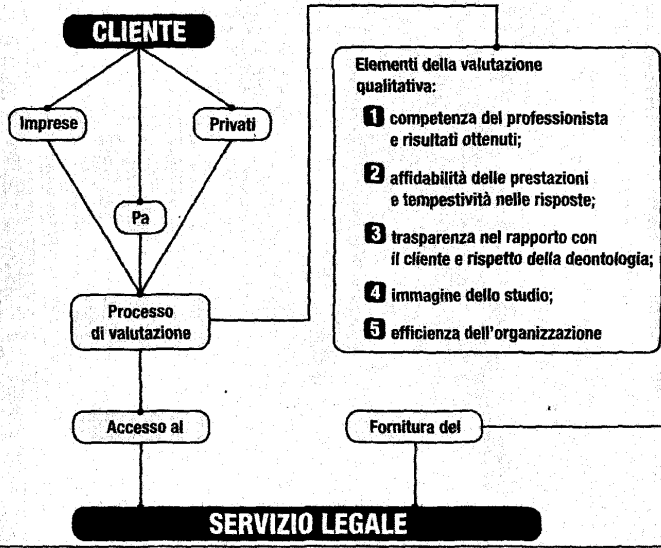 CLIENTE
Imprese
Privati
Pa
Processo
di valutazione
Accesso al
Elementi della valutazione
qualitativa:
1 competenza del professionista
e risultati ottenuti;
2 affidabilità delle prestazioni
e tempestività nelle risposte;
3 trasparenza nel rapporto con
il cliente e rispetto della deontologia;
4 immagine dello studio;
5 efficienza dell'organizzazione
Fornitura del
SERVIZIO LEGALE